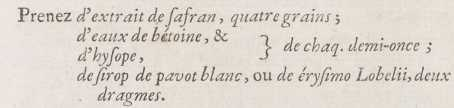 Prenez d'extrait de ſafran, quatre grains;
d'eaux de bétoine, &
d'hyſope, } de chaq. demi-once;
de ſirop de pavot blanc, ou de éryſimo Lobelii, deux
dragmes.